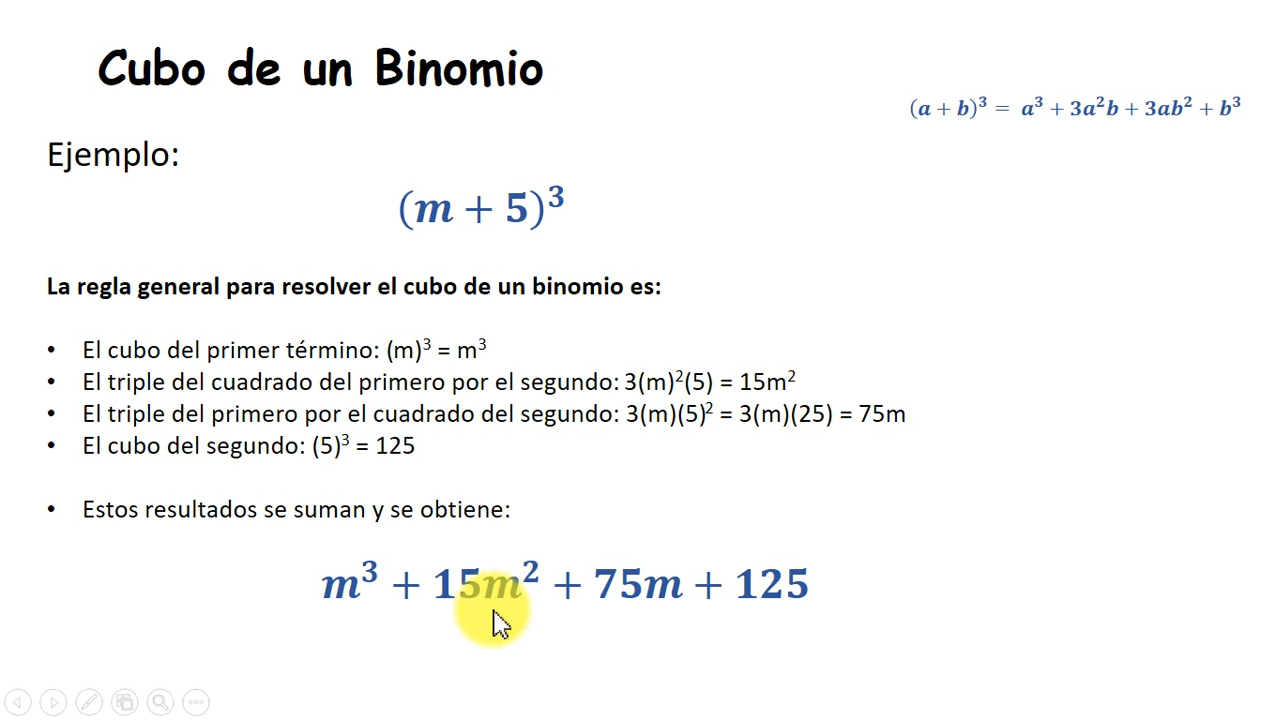 Cubo de un Binomio
(a + b)³ = a³ + 3a²b + 3ab² + b³
Ejemplo:
(m + 5)³
La regla general para resolver el cubo de un binomio es:
• El cubo del primer término: (m)³ = m³
• El triple del cuadrado del primero por el segundo: 3(m)²(5) = 15m²
• El triple del primero por el cuadrado del segundo: 3(m)(5)² = 3(m)(25) = 75m
• El cubo del segundo: (5)³ = 125
• Estos resultados se suman y se obtiene:
m³ + 15m² + 75m + 125